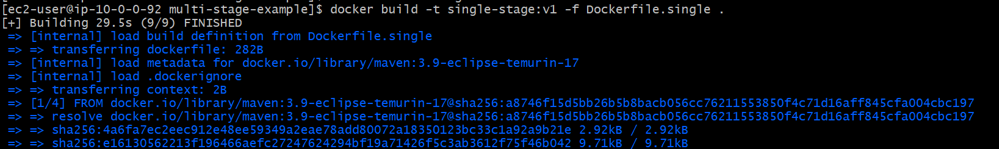 [ec2-user@ip-10-0-0-92 multi-stage-example]$ docker build -t single-stage:v1 -f Dockerfile.single .
[+] Building 29.5s (9/9) FINISHED
=> [internal] load build definition from Dockerfile.single
=> => transferring dockerfile: 282B
=> [internal] load metadata for docker.io/library/maven:3.9-eclipse-temurin-17
=> [internal] load .dockerignore
=> => transferring context: 2B
=> [1/4] FROM docker.io/library/maven:3.9-eclipse-temurin-17@sha256:a8746f15d5bb26b5b8bacb056cc76211553850f4c71d16aff845cfa004cbc197
=> => resolve docker.io/library/maven:3.9-eclipse-temurin-17@sha256:a8746f15d5bb26b5b8bacb056cc76211553850f4c71d16aff845cfa004cbc197
=> => sha256:4a6fa7ec2eec912e48ee59349a2eae78add80072a18350123bc33c1a92a9b21e 2.92kB / 2.92kB
=> => sha256:e16130562213f196466aefc27247624294bf19a71426f5c3ab3612f75f46b042 9.71kB / 9.71kB